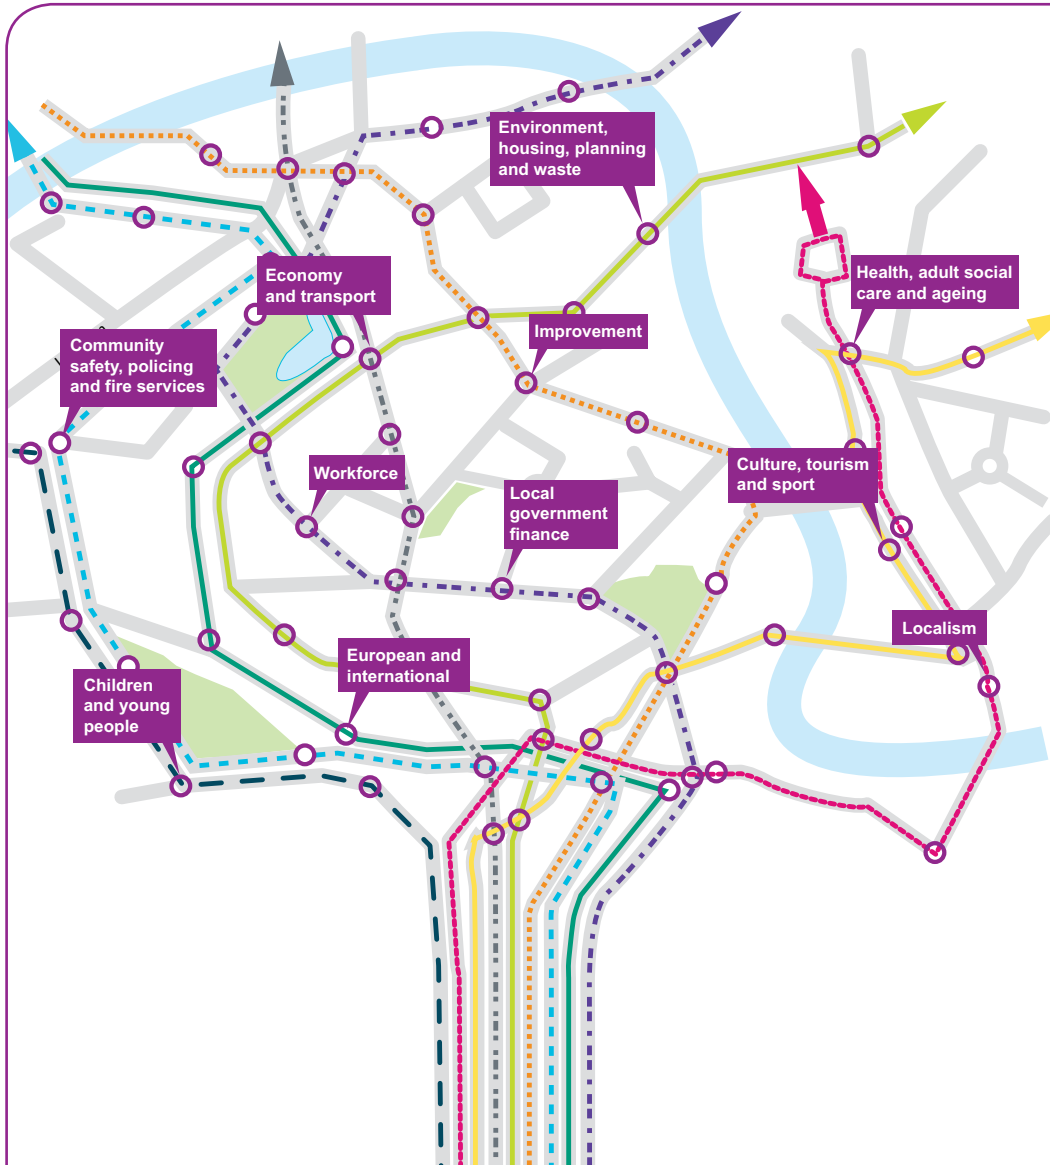 Environment,
housing, planning
and waste
Economy
and transport
Health, adult social
care and ageing
Improvement
Community
safety, policing
and fire services
Workforce
Culture, tourism
and sport
Local
government
finance
Localism
European and
international
Children
and young
people